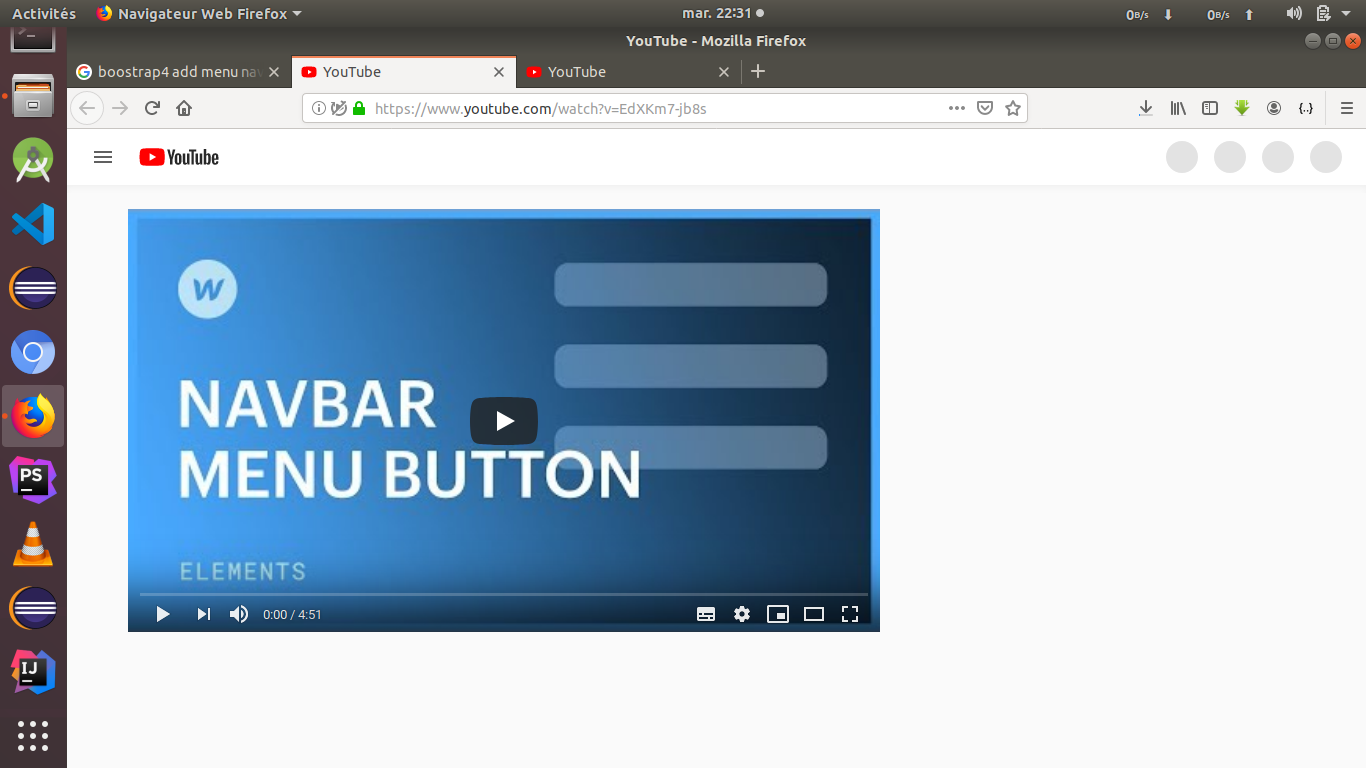 Activités
Navigateur Web Firefox
mar. 22:31
0B/s
0B/s
YouTube - Mozilla Firefox
boostrap4 add menu nav
YouTube
YouTube
https://www.youtube.com/watch?v=EdXKm7-jb8s
{..}
YouTube
W
NAVBAR
MENU BUTTON
ELEMENTS
0:00 / 4:51
PS
IJ